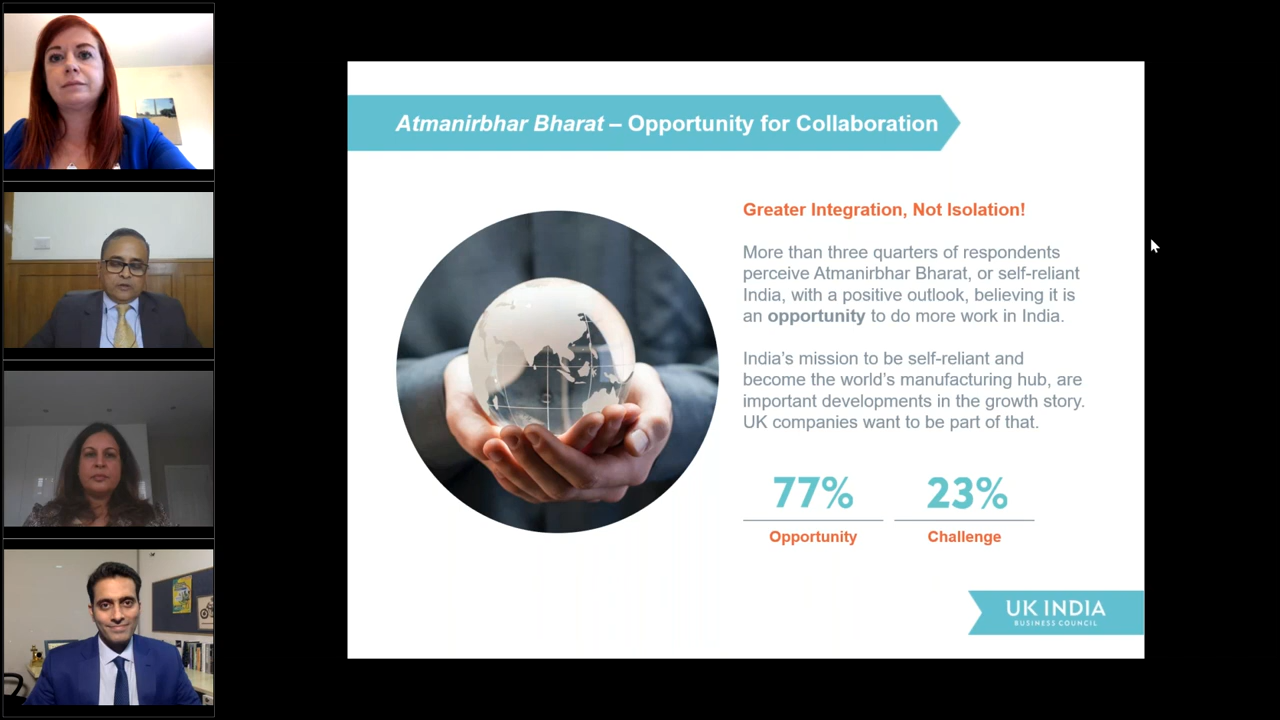 Atmanirbhar Bharat – Opportunity for Collaboration
Greater Integration, Not Isolation!
More than three quarters of respondents
perceive Atmanirbhar Bharat, or self-reliant
India, with a positive outlook, believing it is
an opportunity to do more work in India.
India's mission to be self-reliant and
become the world's manufacturing hub, are
important developments in the growth story.
UK companies want to be part of that.
77% 23%
Opportunity Challenge
UK INDIA
BUSINESS COUNCIL